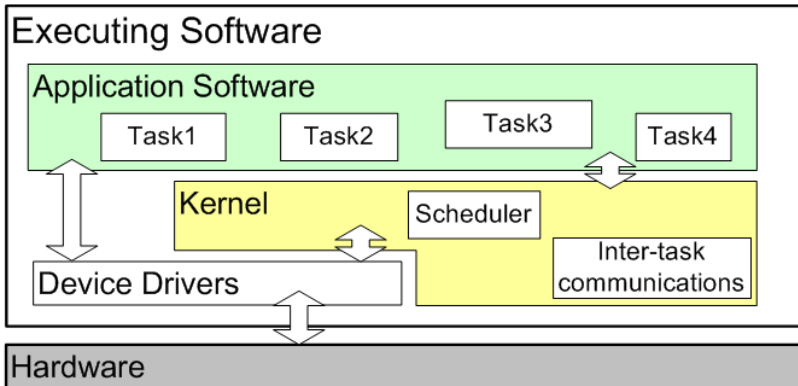 Executing Software
Application Software
Task1
Task2
Task3
Task4
Kernel
Scheduler
Inter-task
communications
Device Drivers
Hardware